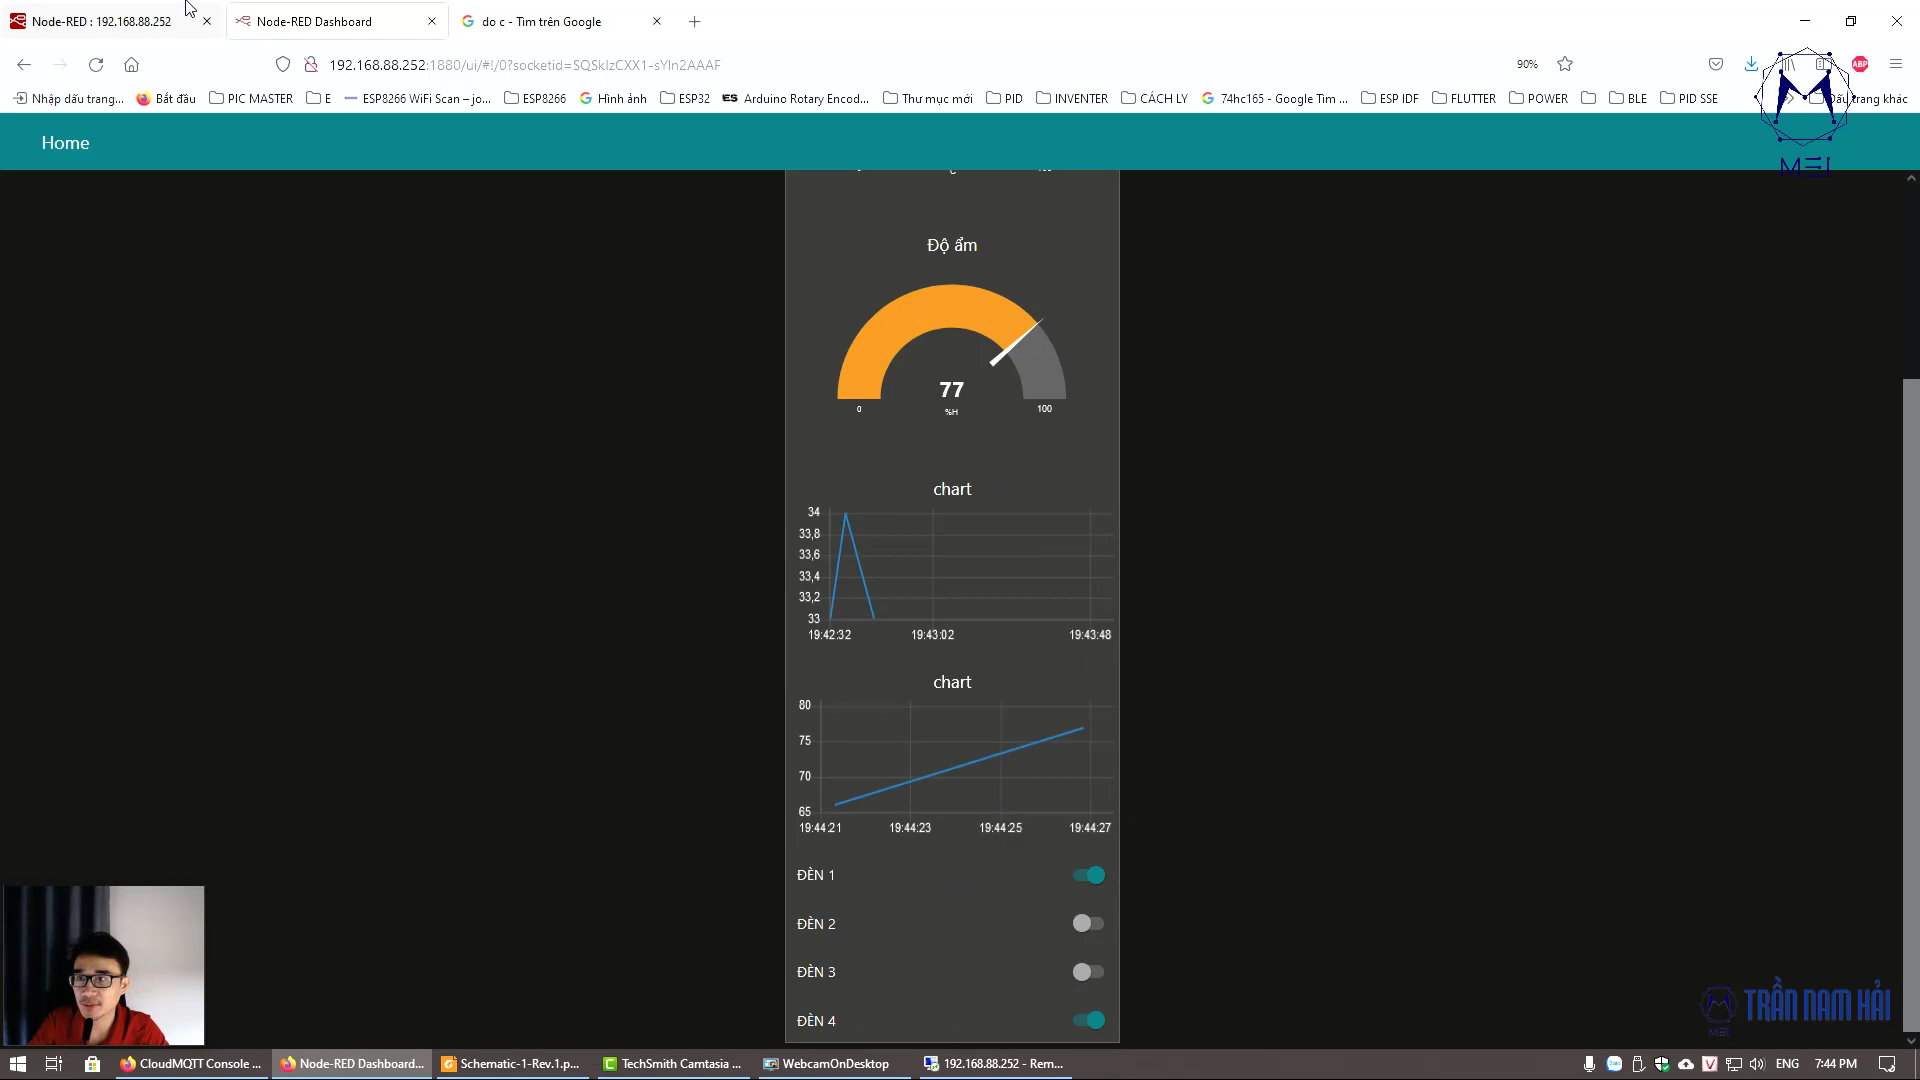 Node-RED : 192.168.88.252
Node-RED Dashboard
do c - Tìm trên Google
192.168.88.252:1880/ui/#!/0?socketid=SQSkIzCXX1-sYIn2AAAF
90%
ABP
Nhập dấu trang...
Bắt đầu
PIC MASTER
E
ESP8266 WiFi Scan – jo...
ESP8266
Hình ảnh
ESP32
ES Arduino Rotary Encod...
Thư mục mới
PID
INVENTER
CÁCH LY
74hc165 - Google Tìm ...
ESP IDF
FLUTTER
POWER
BLE
PID SSE
Dấu trang khác
MEI
Home
Độ ẩm
77
%H
0
100
chart
34
33,8
33,6
33,4
33,2
33
19:42:32
19:43:02
19:43:48
chart
80
75
70
65
19:44:21
19:44:23
19:44:25
19:44:27
ĐÈN 1
ĐÈN 2
ĐÈN 3
ĐÈN 4
TRẦN NAM HẢI
MEI
CloudMQTT Console ...
Node-RED Dashboard...
Schematic-1-Rev.1.p...
TechSmith Camtasia ...
WebcamOnDesktop
192.168.88.252 - Rem...
ENG
7:44 PM